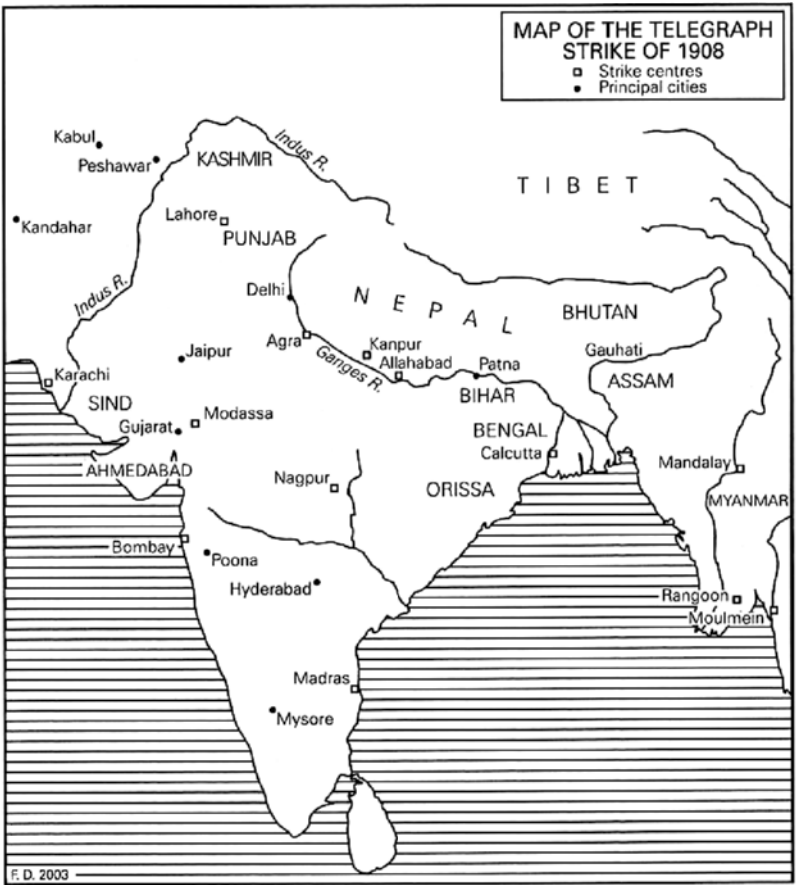 MAP OF THE TELEGRAPH
STRIKE OF 1908
Strike centres
Principal cities
Kabul
Peshawar
KASHMIR
Indus R.
TIBET
Kandahar
Lahore
PUNJAB
Indus R.
Delhi
NEPAL
BHUTAN
Agra
Kanpur
Jaipur
Ganges R.
Allahabad
Patna
Gauhati
Karachi
BIHAR
ASSAM
SIND
Modassa
Gujarat
BENGAL
Calcutta
AHMEDABAD
Nagpur
ORISSA
Mandalay
MYANMAR
Bombay
Poona
Hyderabad
Rangoon
Moulmein
Madras
Mysore
F. D. 2003